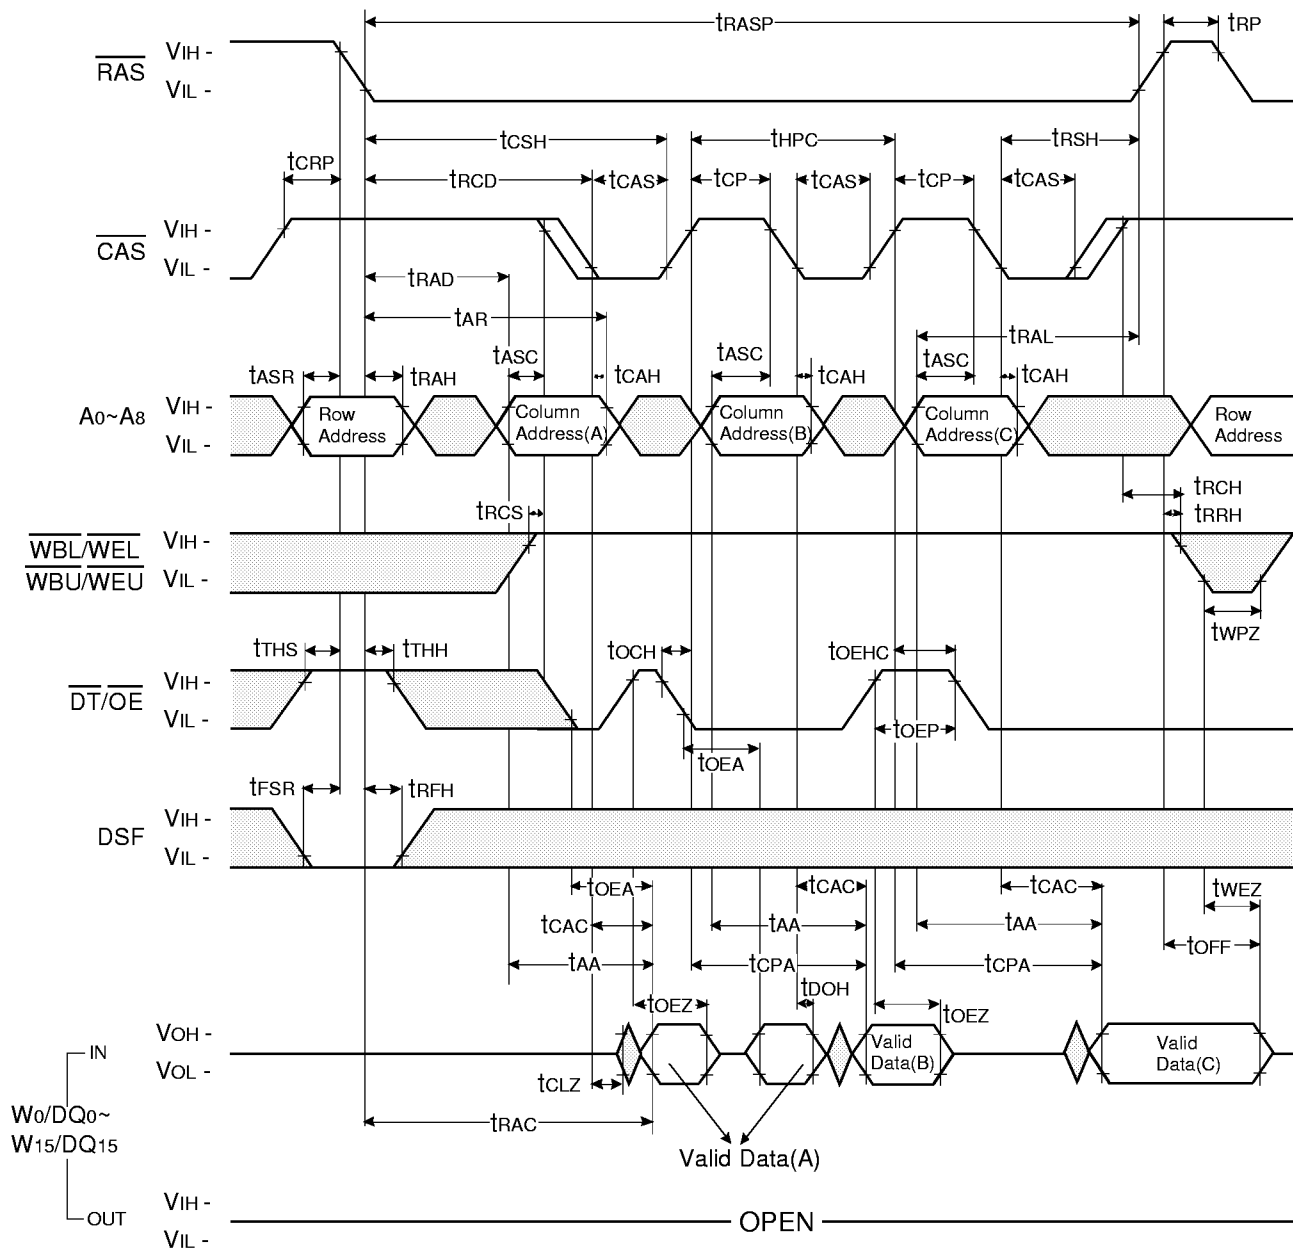 tRASP
tRP
RAS
VIH -
VIL -
tCSH
tHPC
tRSH
tCRP
tRCD
tCAS
tCP
tCAS
tCP
tCAS
CAS
VIH -
VIL -
tRAD
tAR
tRAL
tASR
tRAH
tASC
tCAH
tASC
tCAH
tASC
tCAH
A0~A8
VIH -
VIL -
Row
Address
Column
Address(A)
Column
Address(B)
Column
Address(C)
Row
Address
tRCS
tRCH
tRRH
WBL/WEL
WBU/WEU
VIH -
VIL -
tWPZ
tTHS
tTHH
tOCH
tOEHC
DT/OE
VIH -
VIL -
tOEP
tOEA
tFSR
tRFH
DSF
VIH -
VIL -
tOEA
tCAC
tCAC
tWEZ
tCAC
tAA
tAA
tOFF
tAA
tCPA
tCPA
tOEZ
tDOH
tOEZ
VOH -
VOL -
IN
Valid
Data(B)
Valid
Data(C)
tCLZ
tRAC
W0/DQ0~
W15/DQ15
Valid Data(A)
VIH -
VIL -
OUT
OPEN